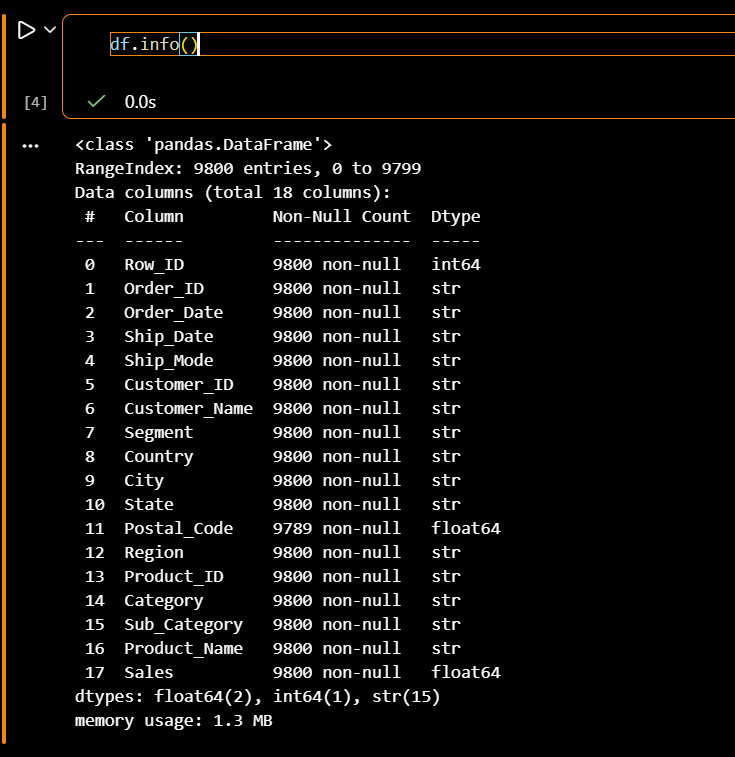 df.info()
[4]
0.0s
...
<class 'pandas.DataFrame'>
RangeIndex: 9800 entries, 0 to 9799
Data columns (total 18 columns):
 #   Column         Non-Null Count  Dtype
---  ------         --------------  -----
 0   Row_ID         9800 non-null   int64
 1   Order_ID       9800 non-null   str
 2   Order_Date     9800 non-null   str
 3   Ship_Date      9800 non-null   str
 4   Ship_Mode      9800 non-null   str
 5   Customer_ID    9800 non-null   str
 6   Customer_Name  9800 non-null   str
 7   Segment        9800 non-null   str
 8   Country        9800 non-null   str
 9   City           9800 non-null   str
 10  State          9800 non-null   str
 11  Postal_Code    9789 non-null   float64
 12  Region         9800 non-null   str
 13  Product_ID     9800 non-null   str
 14  Category       9800 non-null   str
 15  Sub_Category   9800 non-null   str
 16  Product_Name   9800 non-null   str
 17  Sales          9800 non-null   float64
dtypes: float64(2), int64(1), str(15)
memory usage: 1.3 MB